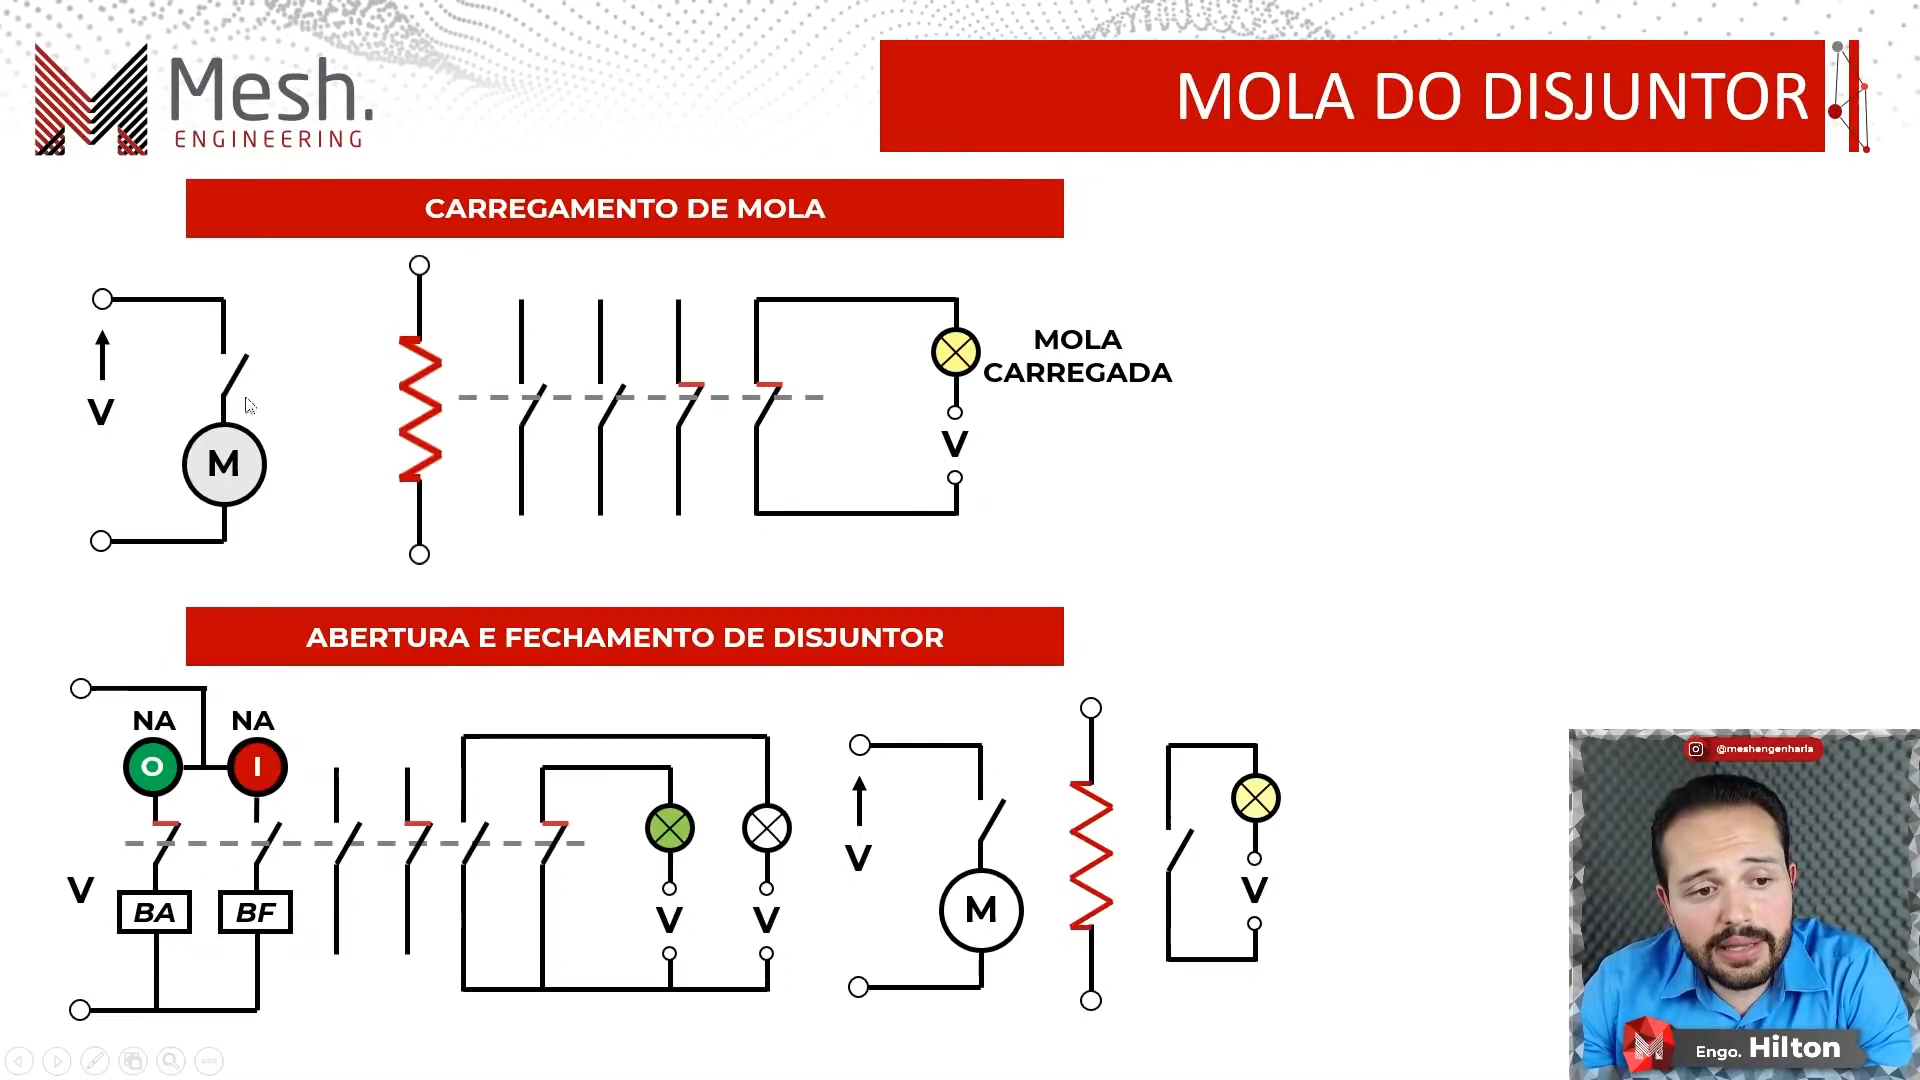 Mesh.
ENGINEERING
MOLA DO DISJUNTOR
CARREGAMENTO DE MOLA
V
M
MOLA
CARREGADA
V
ABERTURA E FECHAMENTO DE DISJUNTOR
NA NA
O I
V
BA BF
V V
V
M
V
@meshengenharia
Engo. Hilton